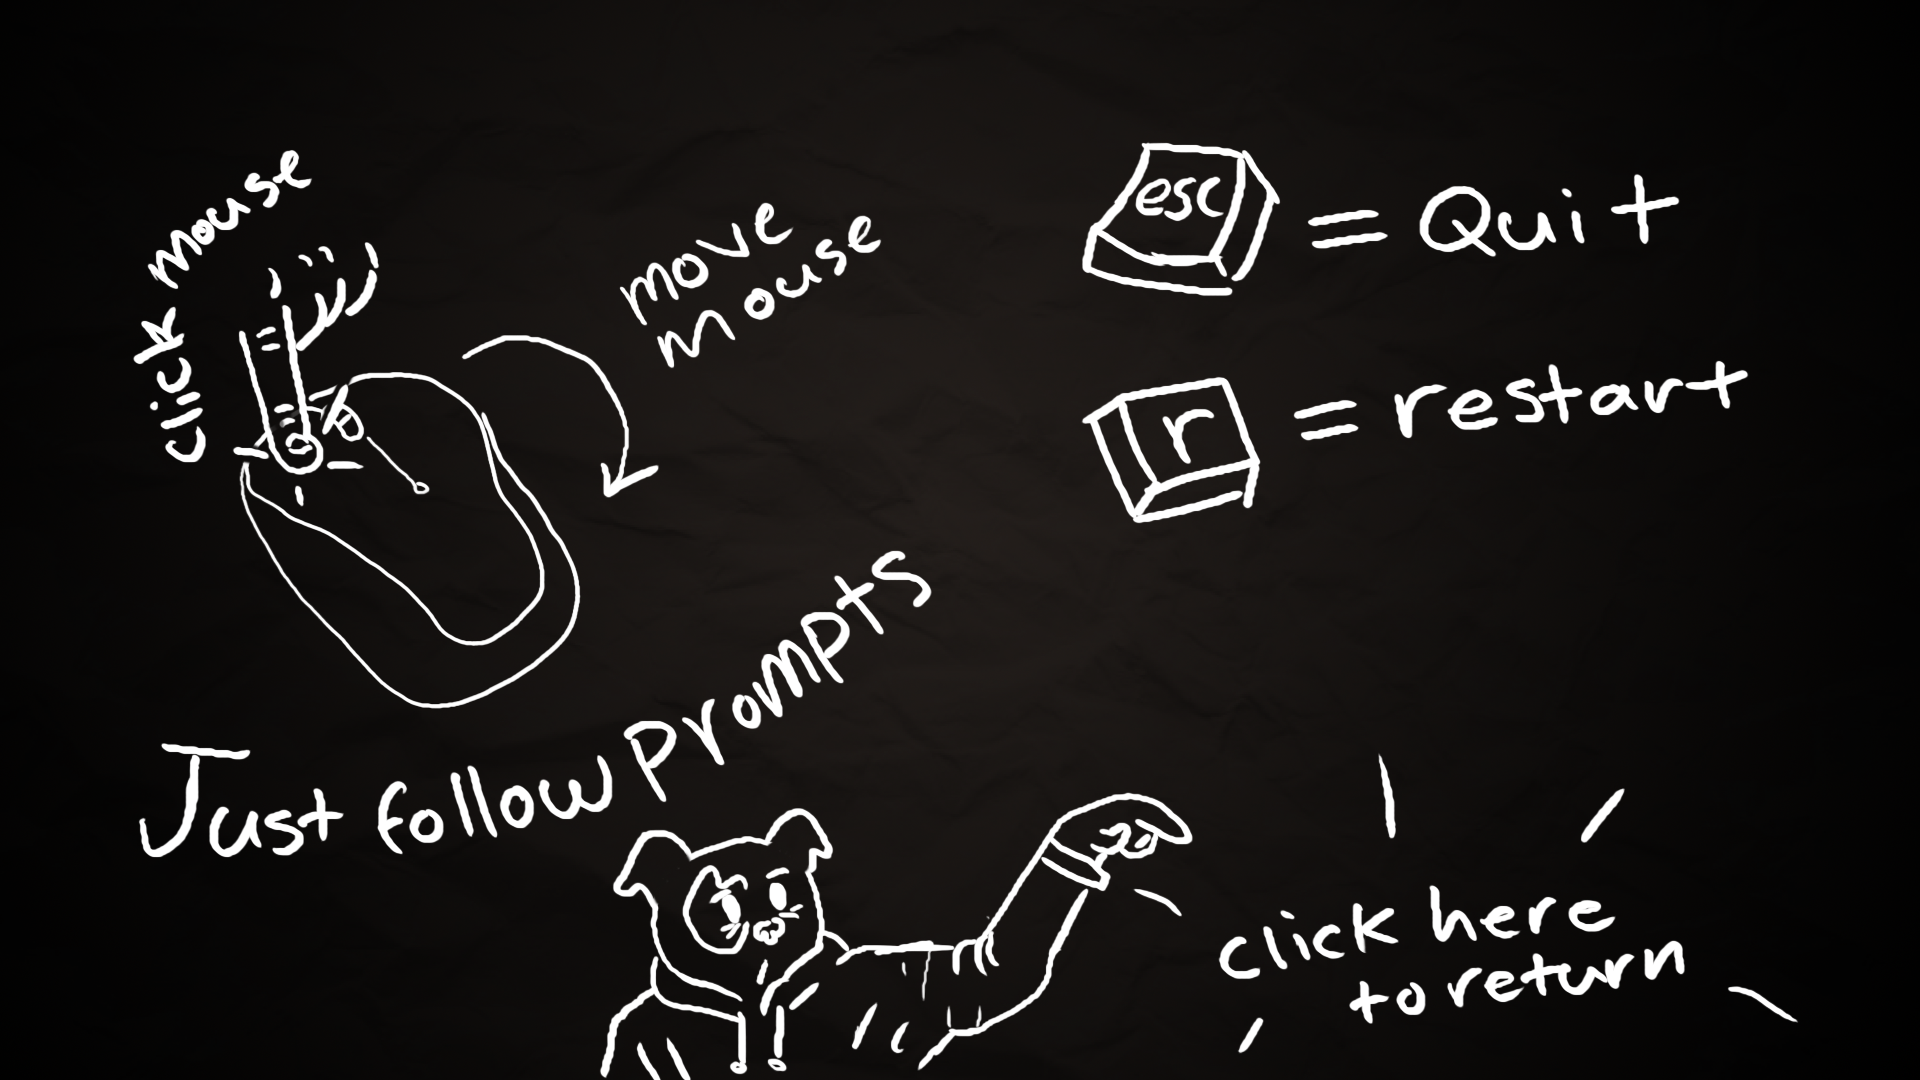 click mouse
move
mouse
esc = Quit
r = restart
Just follow Prompts
click here
to return